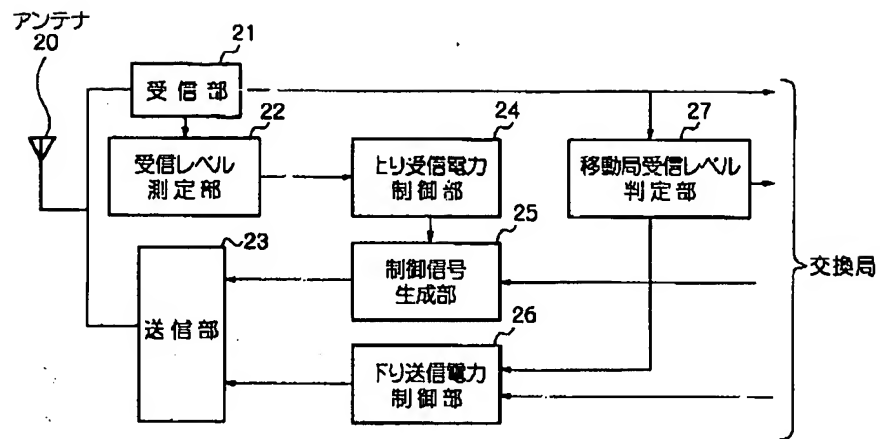 アンテナ
20
21
受信部
22
受信レベル
測定部
24
上り受信電力
制御部
27
移動局受信レベル
判定部
23
送信部
25
制御信号
生成部
26
下り送信電力
制御部
交換局